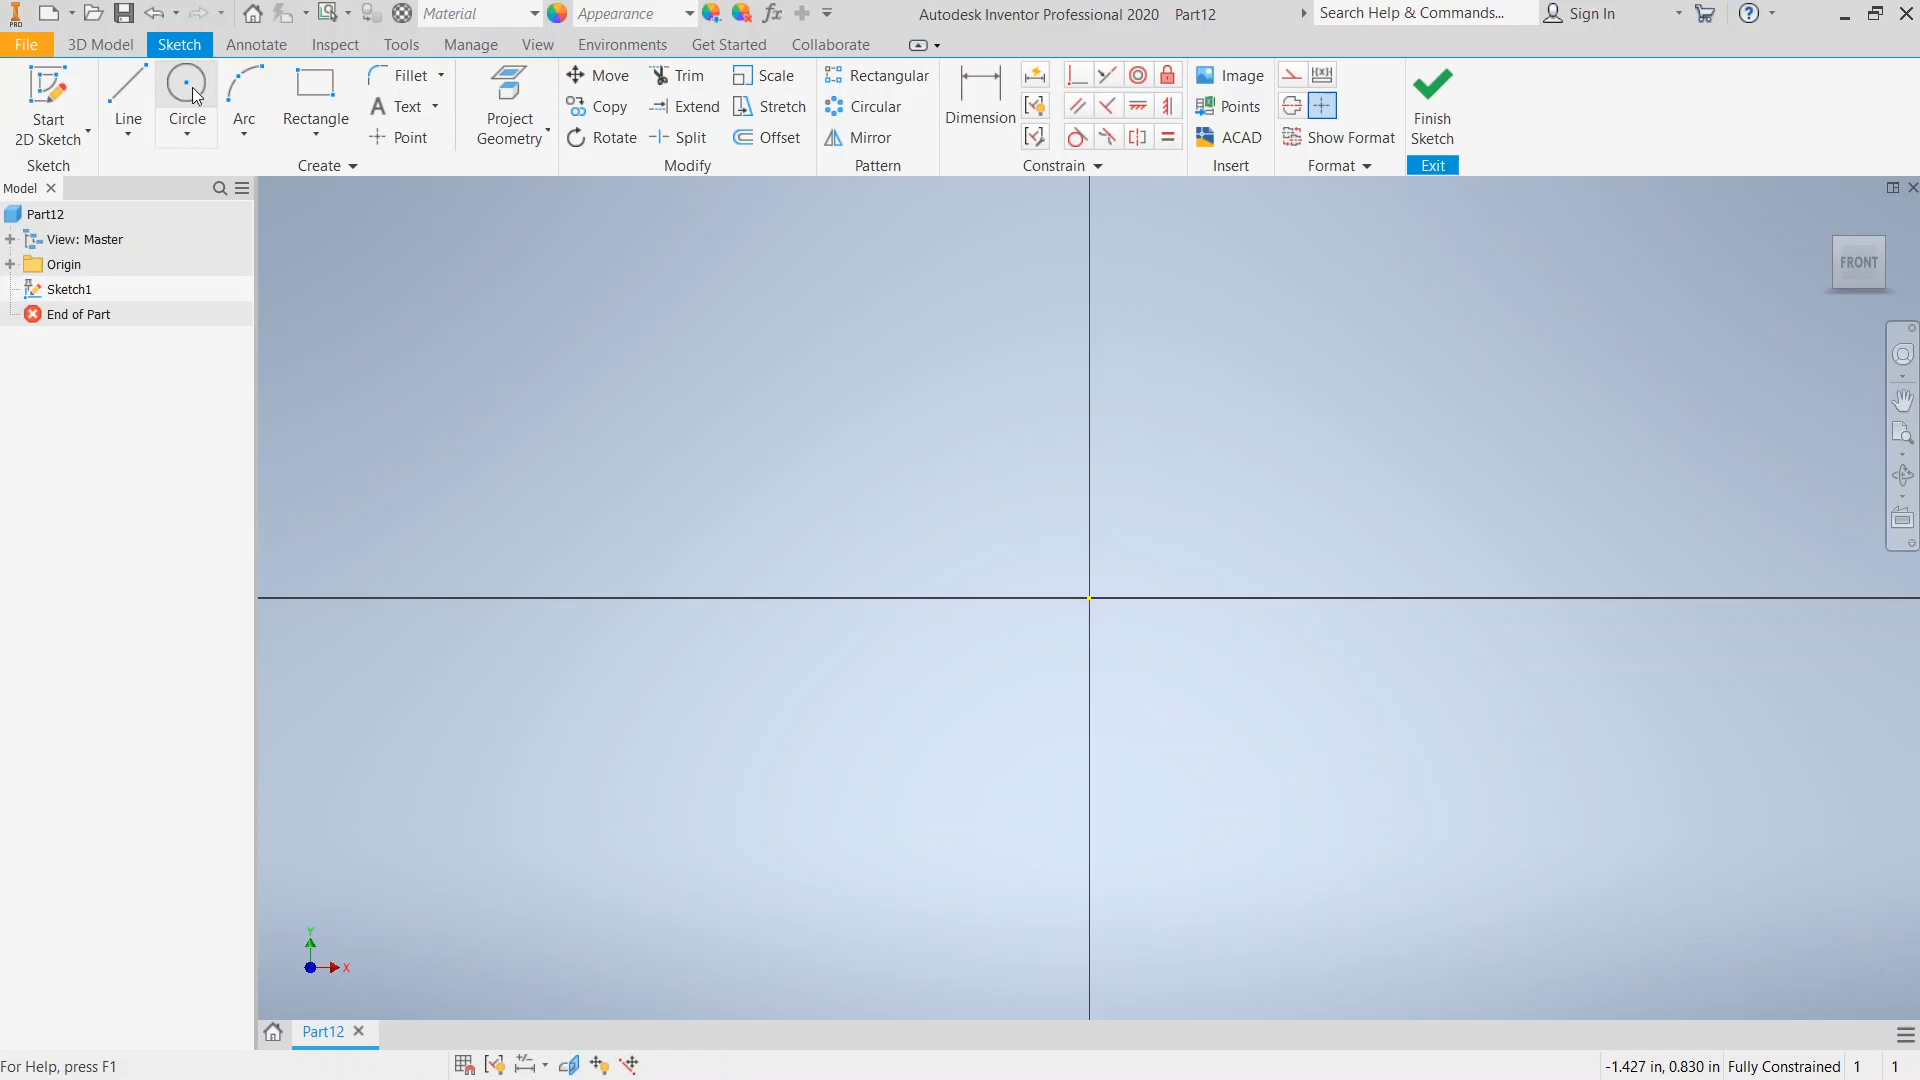 PRO Material Appearance fx Autodesk Inventor Professional 2020 Part12 Search Help & Commands... Sign In
File 3D Model Sketch Annotate Inspect Tools Manage View Environments Get Started Collaborate
Start 2D Sketch
Line
Circle
Arc
Rectangle
Fillet
Text
Point
Project Geometry
Move
Copy
Rotate
Trim
Extend
Split
Scale
Stretch
Offset
Rectangular
Circular
Mirror
Dimension
Image
Points
ACAD
Show Format
Finish Sketch
Sketch Create Modify Pattern Constrain Insert Format Exit
Model
Part12
View: Master
Origin
Sketch1
End of Part
FRONT
Y
X
Part12
For Help, press F1 -1.427 in, 0.830 in Fully Constrained 1 1